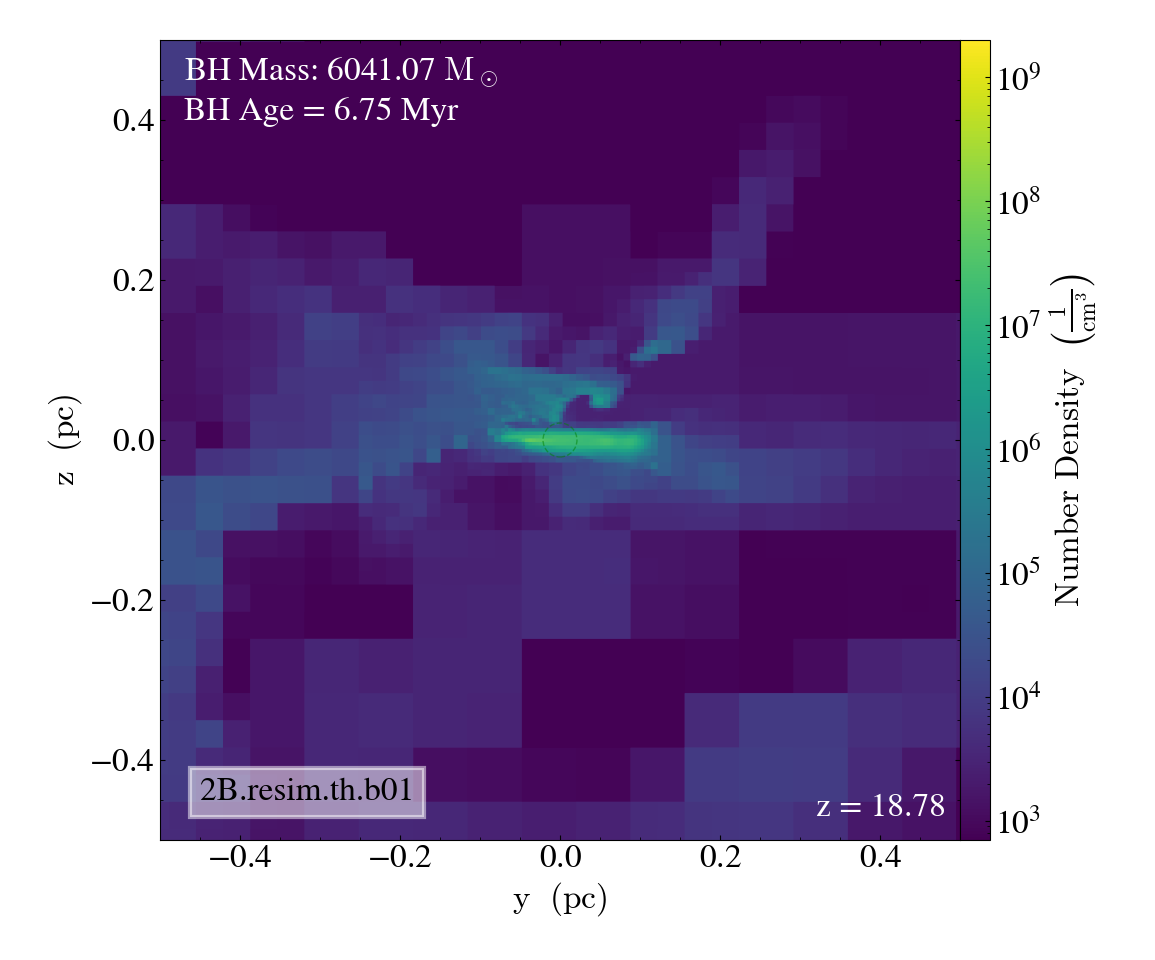 BH Mass: 6041.07 M⊙
BH Age = 6.75 Myr
2B.resim.th.b01
z = 18.78
0.4
0.2
0.0
−0.2
−0.4
z (pc)
−0.4 −0.2 0.0 0.2 0.4
y (pc)
10⁹
10⁸
10⁷
10⁶
10⁵
10⁴
10³
Number Density (1/cm³)